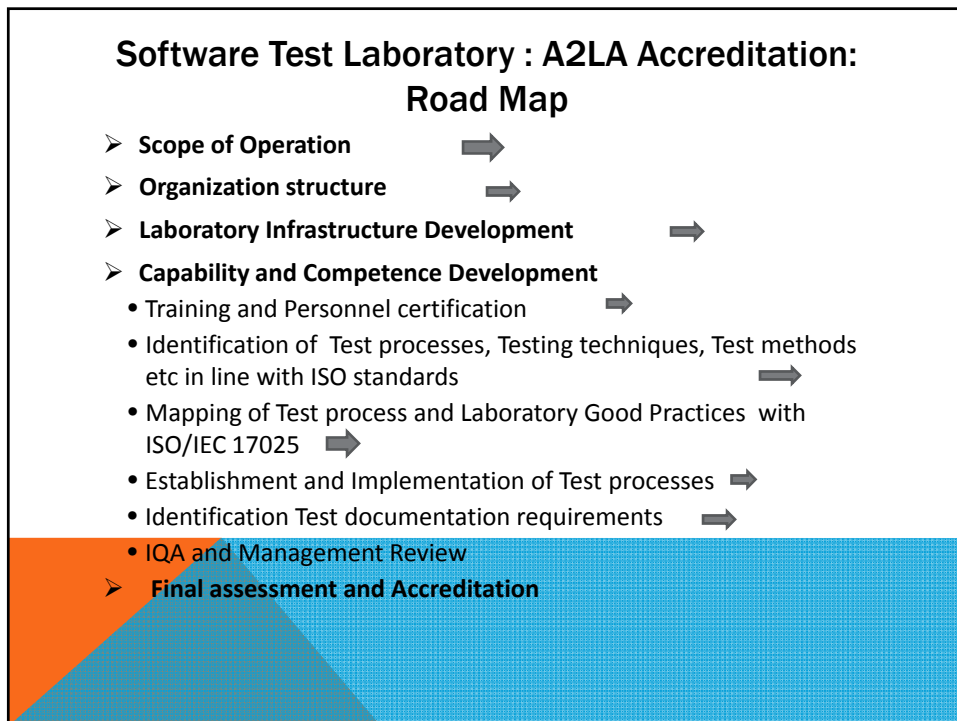 Software Test Laboratory : A2LA Accreditation:
Road Map
➢ Scope of Operation
➢ Organization structure
➢ Laboratory Infrastructure Development
➢ Capability and Competence Development
• Training and Personnel certification
• Identification of Test processes, Testing techniques, Test methods
etc in line with ISO standards
• Mapping of Test process and Laboratory Good Practices with
ISO/IEC 17025
• Establishment and Implementation of Test processes
• Identification Test documentation requirements
• IQA and Management Review
➢ Final assessment and Accreditation